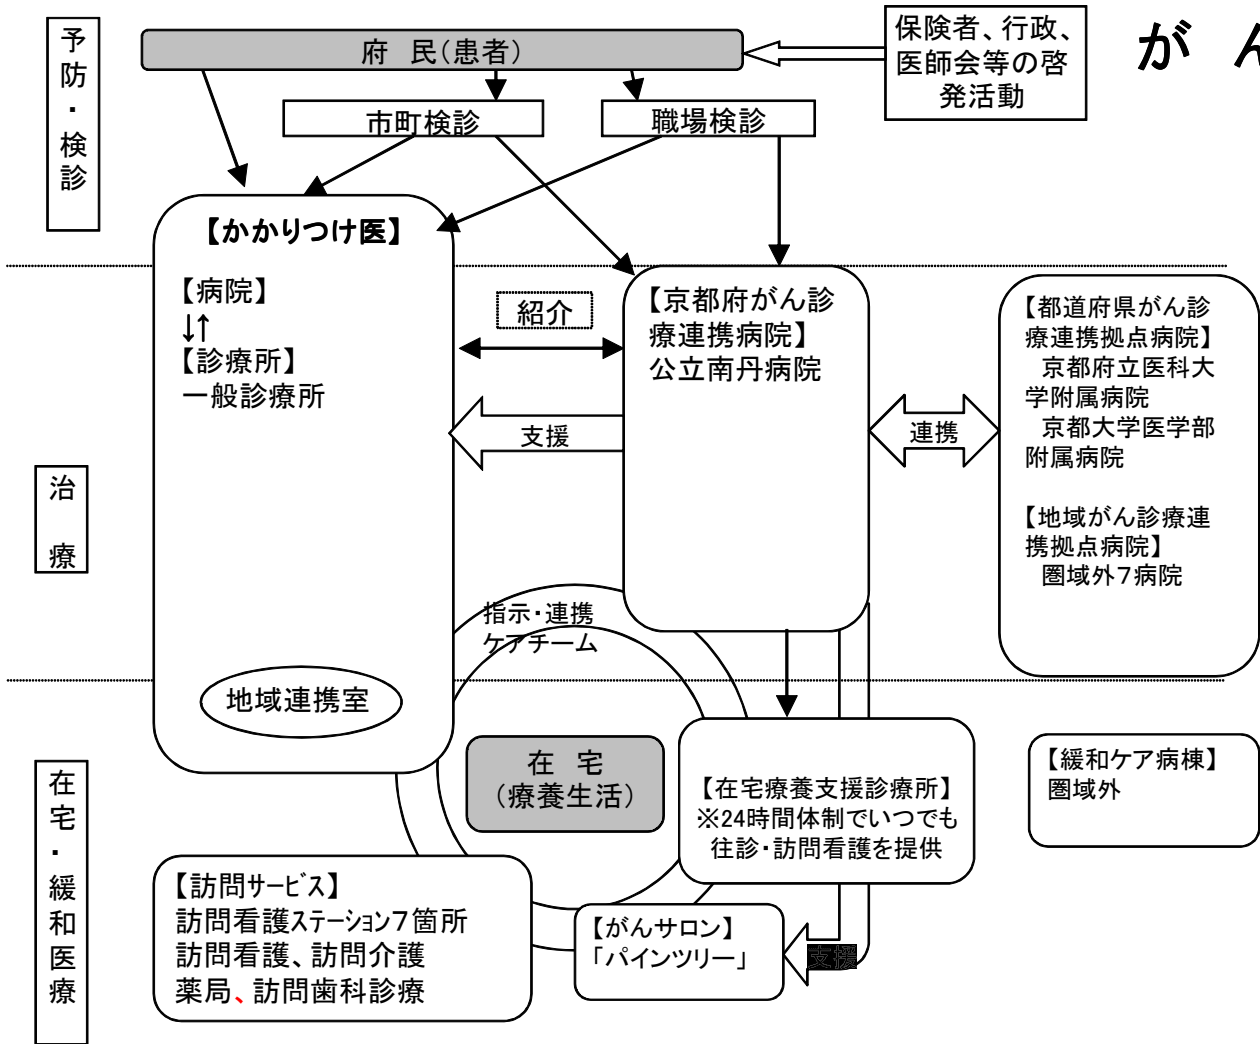 予防・検診
府 民(患者)
保険者、行政、
医師会等の啓
発活動
が ん
市町検診
職場検診
【かかりつけ医】
【病院】
↓↑
【診療所】
一般診療所
紹介
支援
【京都府がん診
療連携病院】
公立南丹病院
連携
【都道府県がん診
療連携拠点病院】
京都府立医科大
学附属病院
京都大学医学部
附属病院
【地域がん診療連
携拠点病院】
圏域外7病院
治 療
指示・連携
ケアチーム
地域連携室
在宅・緩和医療
在 宅
(療養生活)
【在宅療養支援診療所】
※24時間体制でいつでも
往診・訪問看護を提供
【緩和ケア病棟】
圏域外
【訪問サービス】
訪問看護ステーション7箇所
訪問看護、訪問介護
薬局、訪問歯科診療
【がんサロン】
「パインツリー」
支援